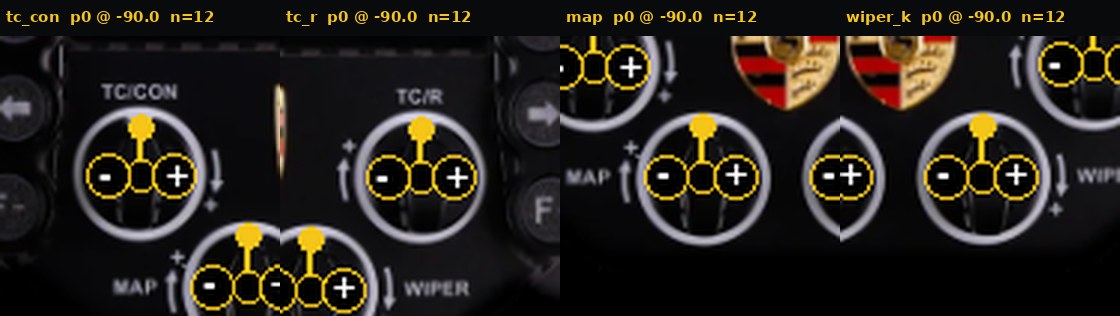 tc_con p0 @ -90.0 n=12
tc_r p0 @ -90.0 n=12
map p0 @ -90.0 n=12
wiper_k p0 @ -90.0 n=12
TC/CON
- +
+
TC/R
+
- +
F
MAP
+
- -
+
WIPER
+
+
-
MAP
+
- +
- +
- +
+